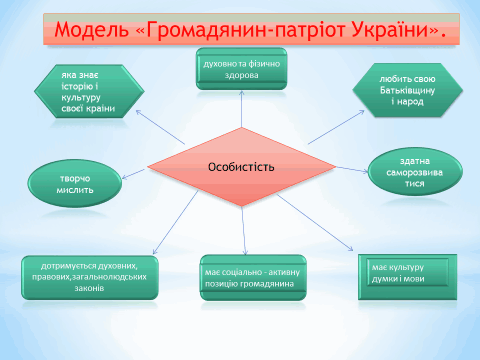 Модель «Громадянин-патріот України».
духовно та фізично
здорова
яка знає
історію і
культуру
своєї країни
любить свою
Батьківщину
і народ
Особистість
творчо
мислить
здатна
саморозвива
тися
дотримується духовних,
правових,загальнолюдських
законів
має соціально - активну
позицію громадянина
має культуру
думки і мови